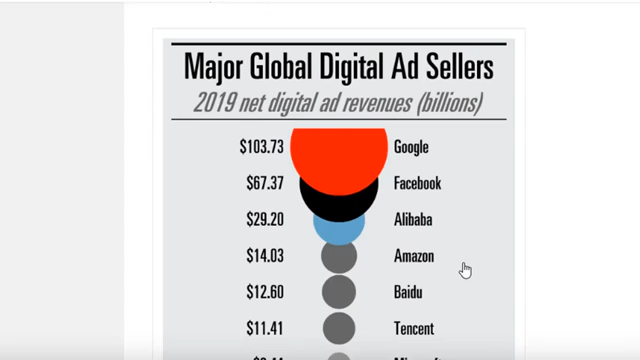 Major Global Digital Ad Sellers
2019 net digital ad revenues (billions)
$103.73 Google
$67.37 Facebook
$29.20 Alibaba
$14.03 Amazon
$12.60 Baidu
$11.41 Tencent